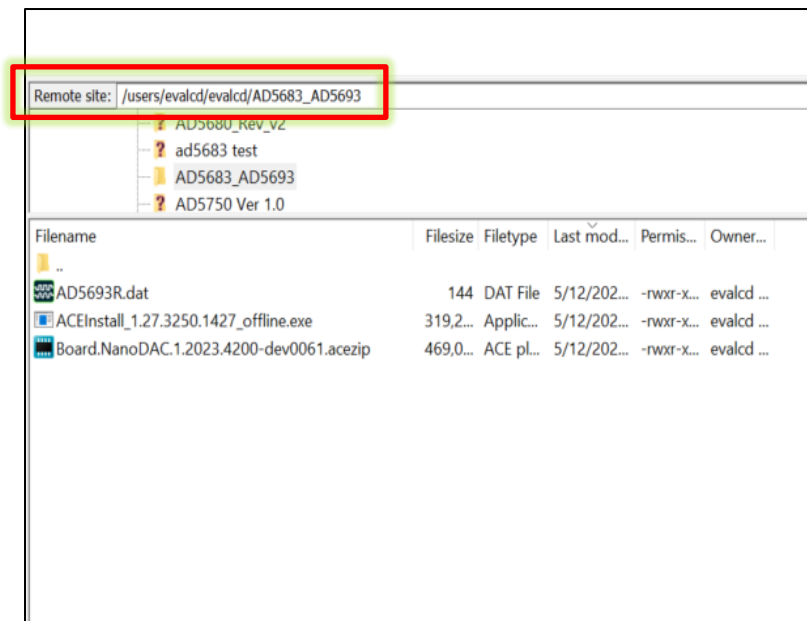 Remote site: /users/evalcd/evalcd/AD5683_AD5693
AD5680_Rev_v2
ad5683 test
AD5683_AD5693
AD5750 Ver 1.0
Filename Filesize Filetype Last mod... Permis... Owner...
..
AD5693R.dat 144 DAT File 5/12/202... -rwxr-x... evalcd ...
ACEInstall_1.27.3250.1427_offline.exe 319,2... Applic... 5/12/202... -rwxr-x... evalcd ...
Board.NanoDAC.1.2023.4200-dev0061.acezip 469,0... ACE pl... 5/12/202... -rwxr-x... evalcd ...